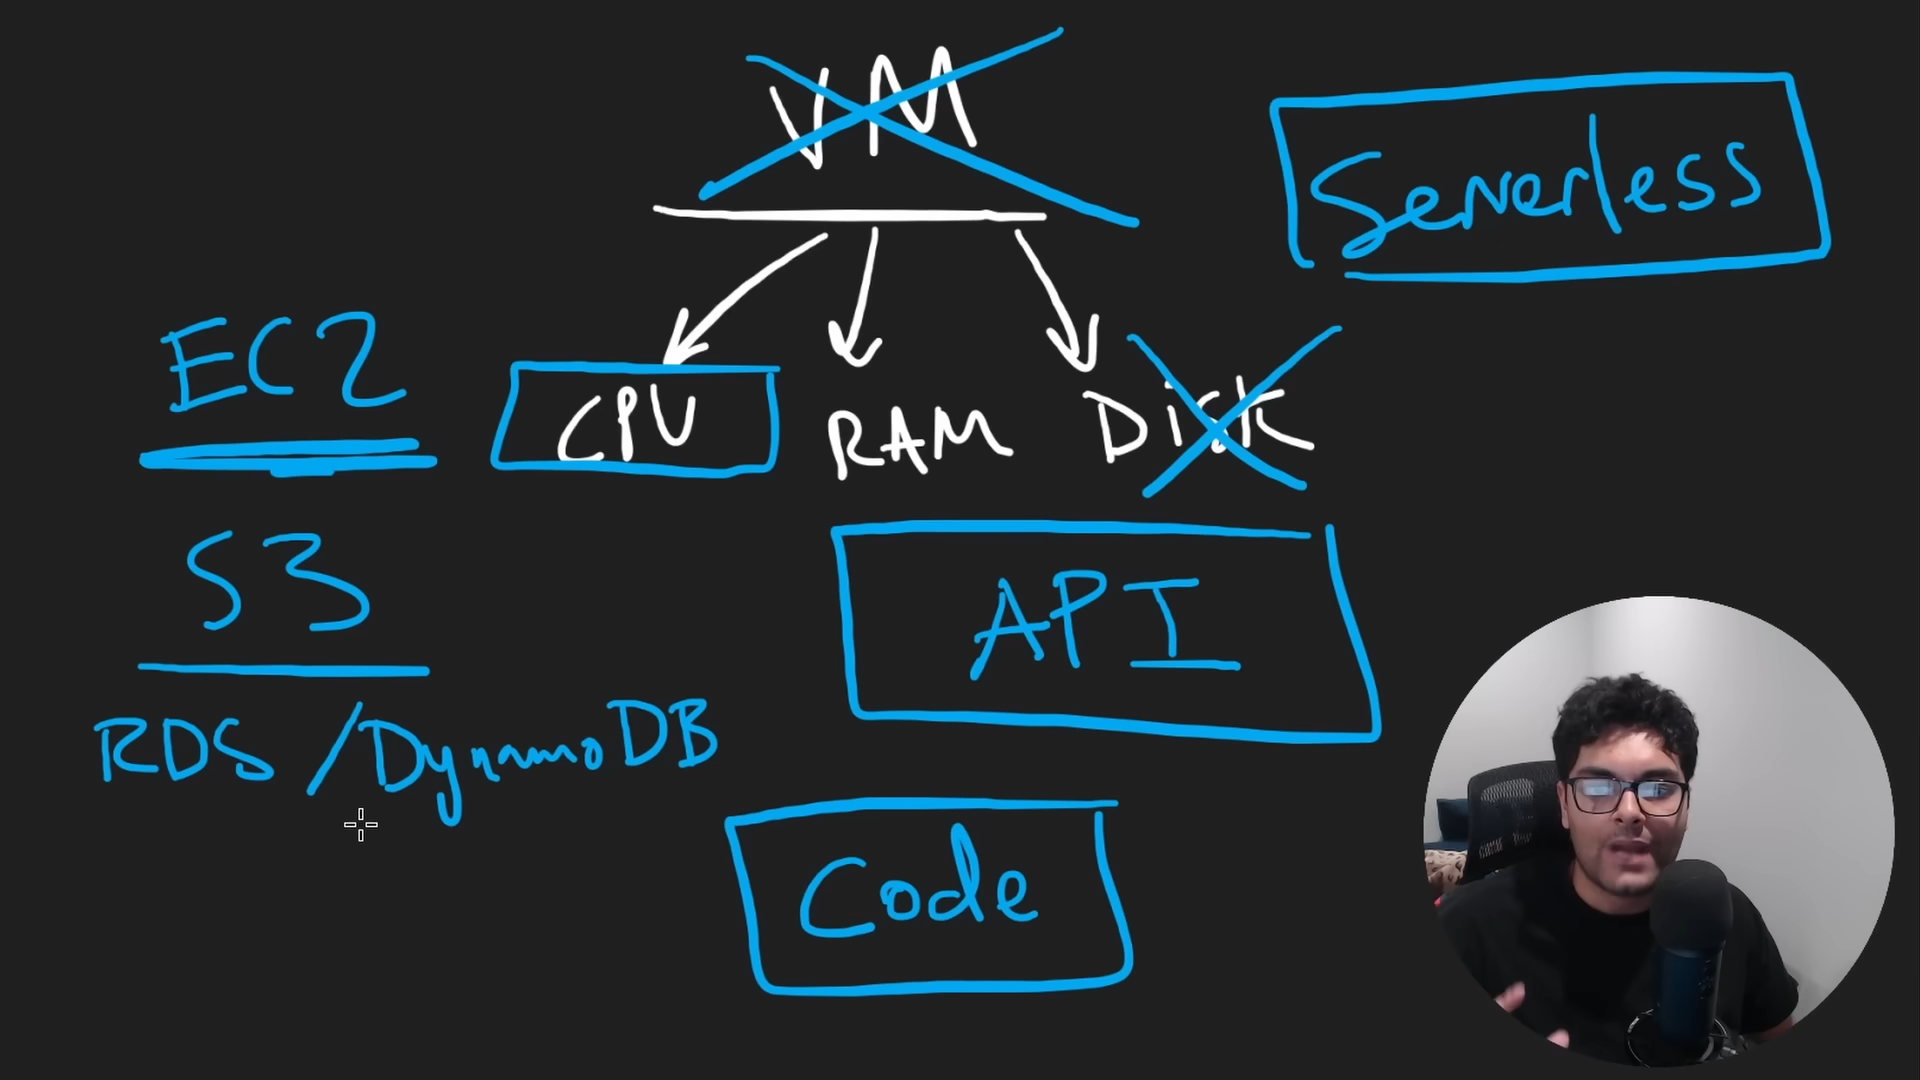 VM
Serverless
EC2
CPU RAM Disk
S3
API
RDS / DynamoDB
Code